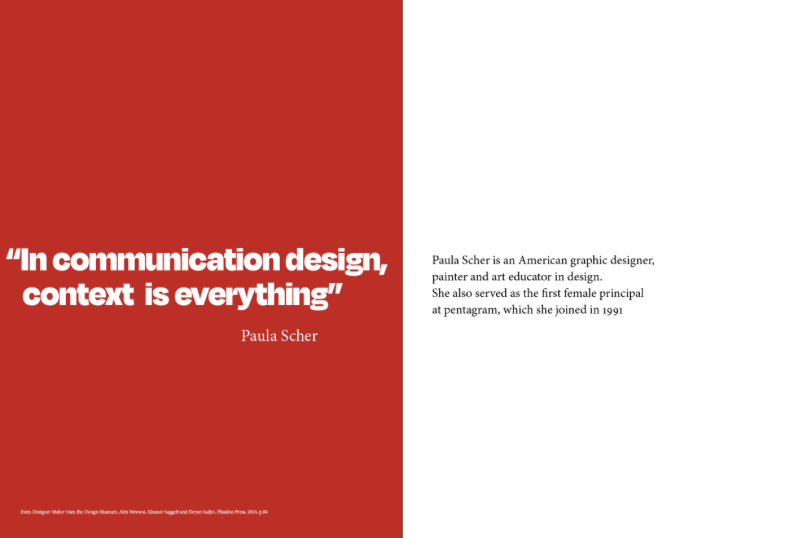 “In communication design,
context is everything”
Paula Scher
from: Designer Maker User, the Design Museum, Alex Newson, Eleanor Suggett and Deyan Sudjic, Phaidon Press, 2016, p.84
Paula Scher is an American graphic designer,
painter and art educator in design.
She also served as the first female principal
at pentagram, which she joined in 1991